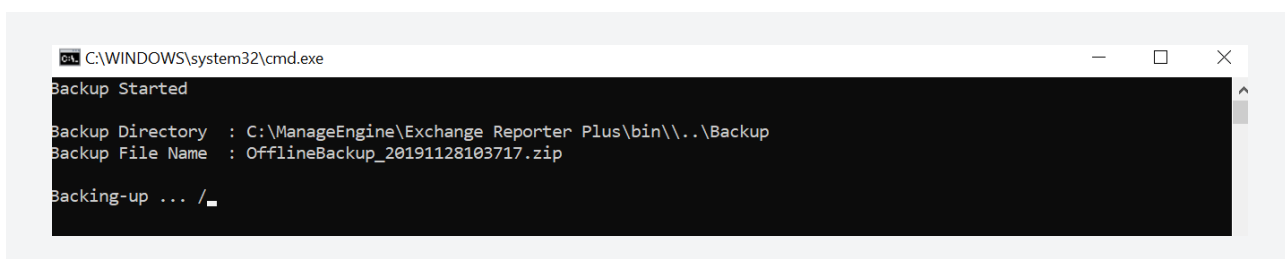 C:\WINDOWS\system32\cmd.exe
Backup Started
Backup Directory  : C:\ManageEngine\Exchange Reporter Plus\bin\\..\Backup
Backup File Name  : OfflineBackup_20191128103717.zip
Backing-up ... /_